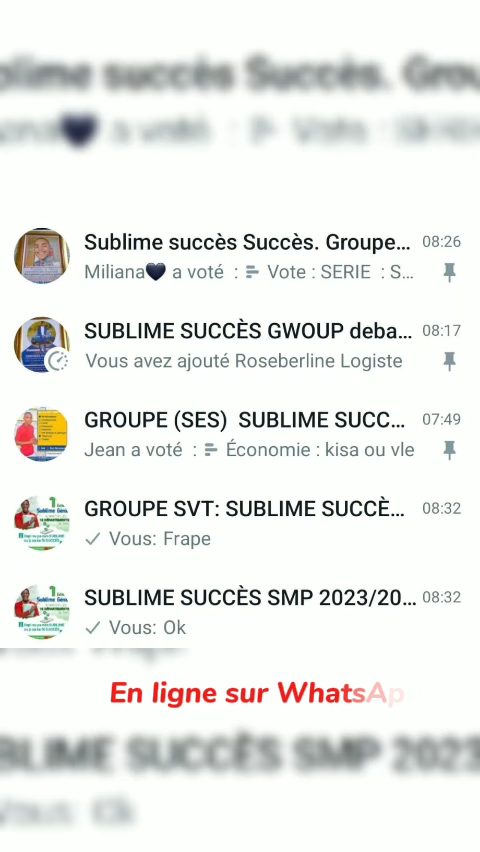 Sublime succès Succès. Groupe... 08:26
Miliana🖤 a voté : Vote : SERIE : S...
SUBLIME SUCCÈS GWOUP deba... 08:17
Vous avez ajouté Roseberline Logiste
GROUPE (SES) SUBLIME SUCC... 07:49
Jean a voté : Économie : kisa ou vle
GROUPE SVT: SUBLIME SUCCÈ... 08:32
Vous: Frape
SUBLIME SUCCÈS SMP 2023/20... 08:32
Vous: Ok
En ligne sur WhatsAp